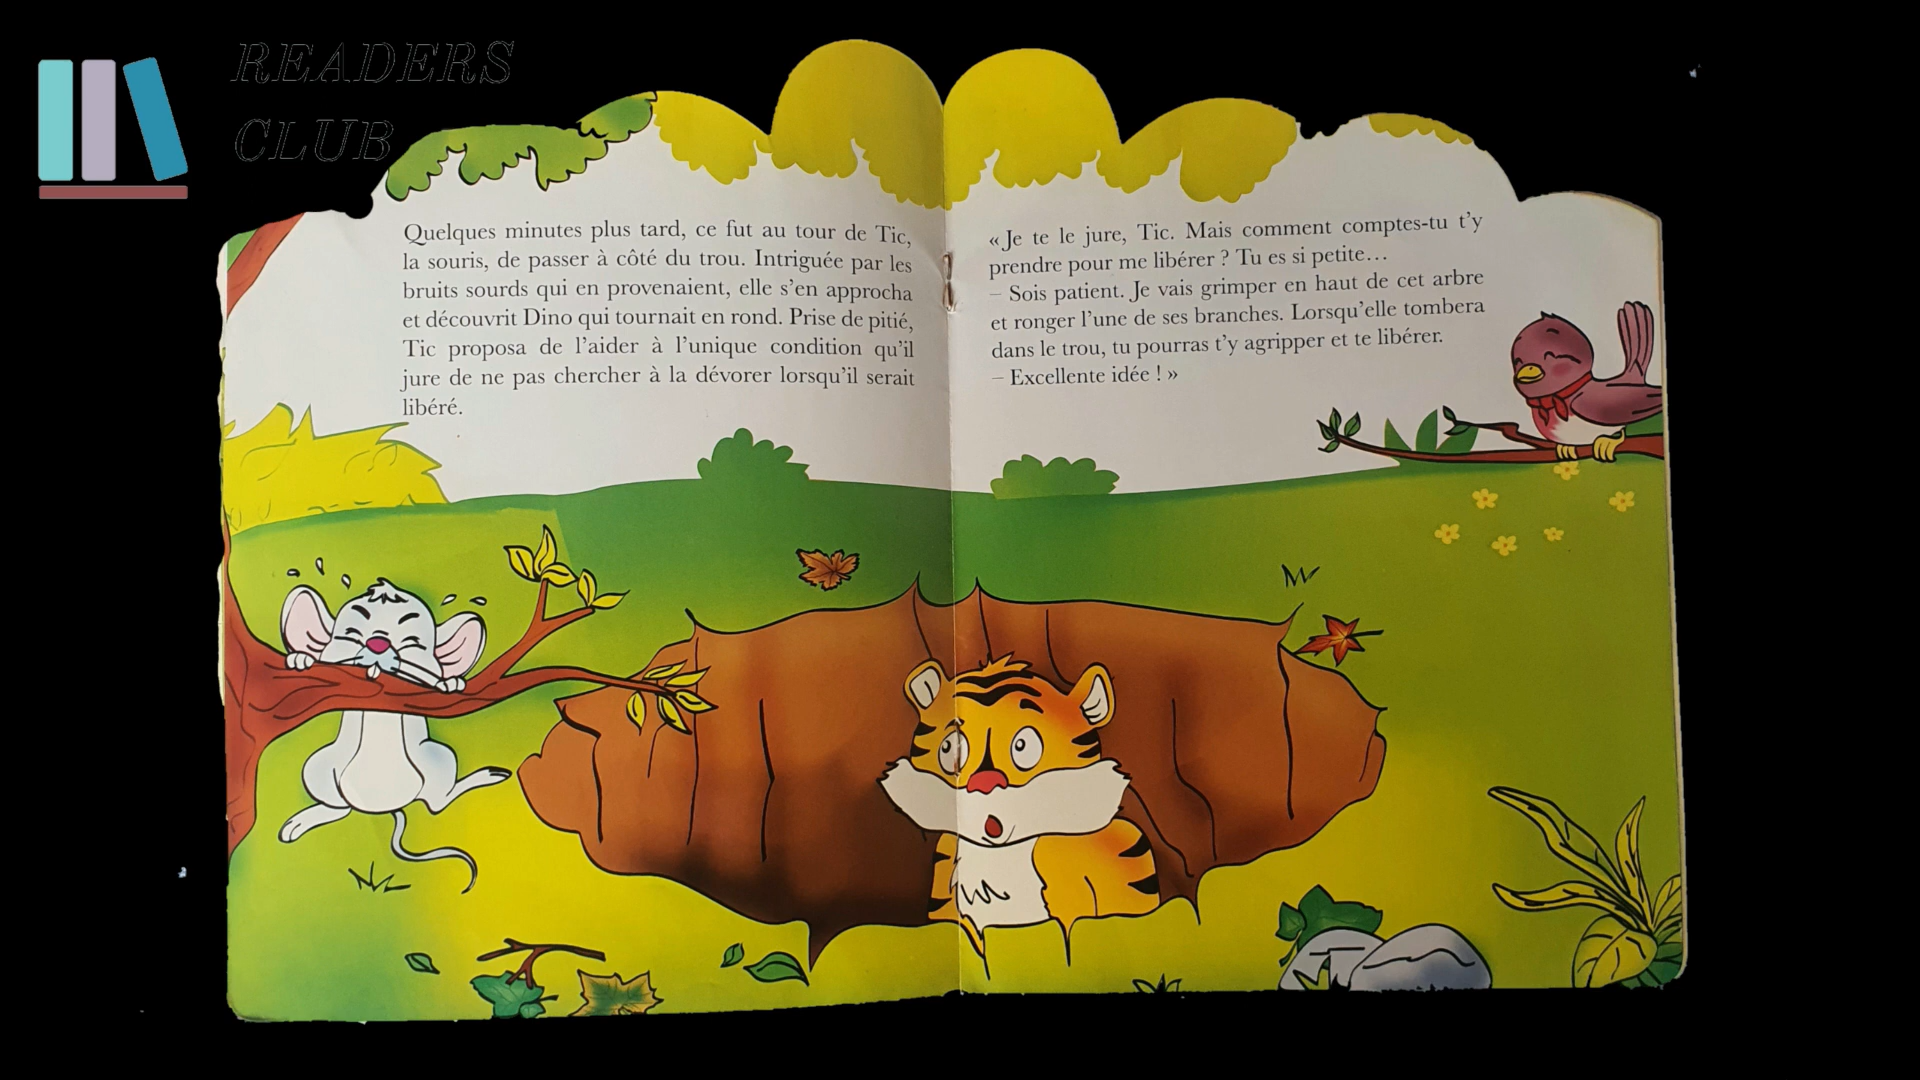 READERS
CLUB
Quelques minutes plus tard, ce fut au tour de Tic,
la souris, de passer à côté du trou. Intriguée par les
bruits sourds qui en provenaient, elle s'en approcha
et découvrit Dino qui tournait en rond. Prise de pitié,
Tic proposa de l'aider à l'unique condition qu'il
jure de ne pas chercher à la dévorer lorsqu'il serait
libéré.
« Je te le jure, Tic. Mais comment comptes-tu t'y
prendre pour me libérer ? Tu es si petite…
– Sois patient. Je vais grimper en haut de cet arbre
et ronger l'une de ses branches. Lorsqu'elle tombera
dans le trou, tu pourras t'y agripper et te libérer.
– Excellente idée ! »